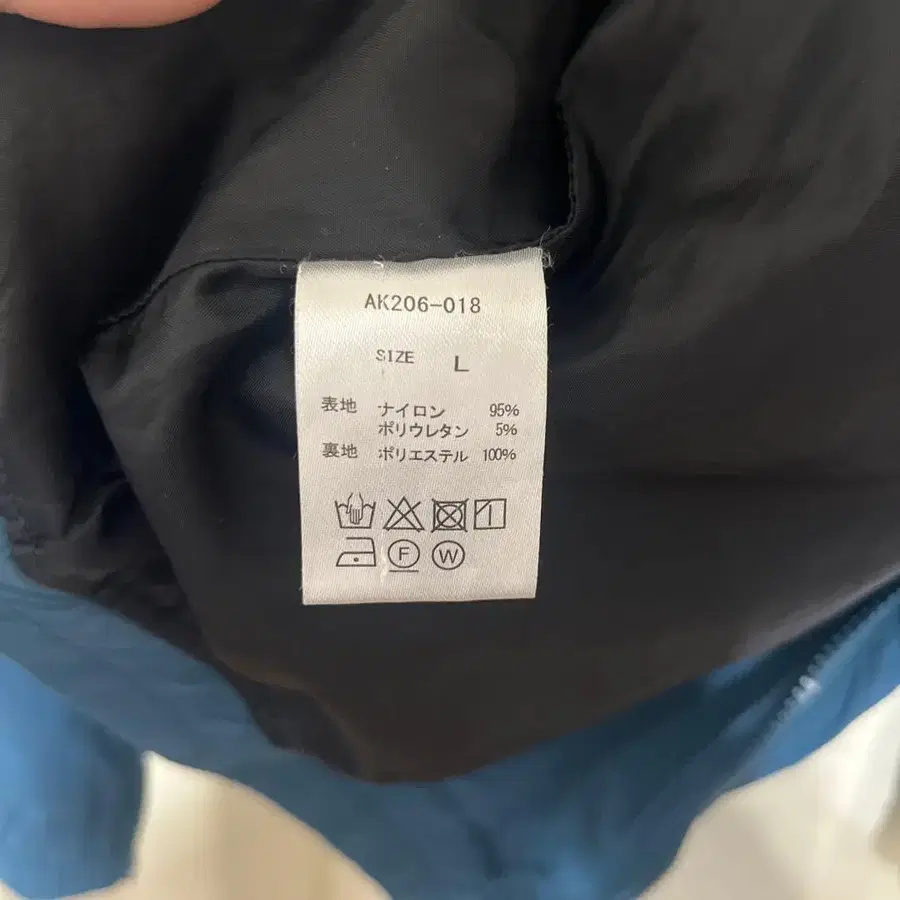 AK206-018
SIZE L
表地 ナイロン 95%
ポリウレタン 5%
裏地 ポリエステル 100%
F W